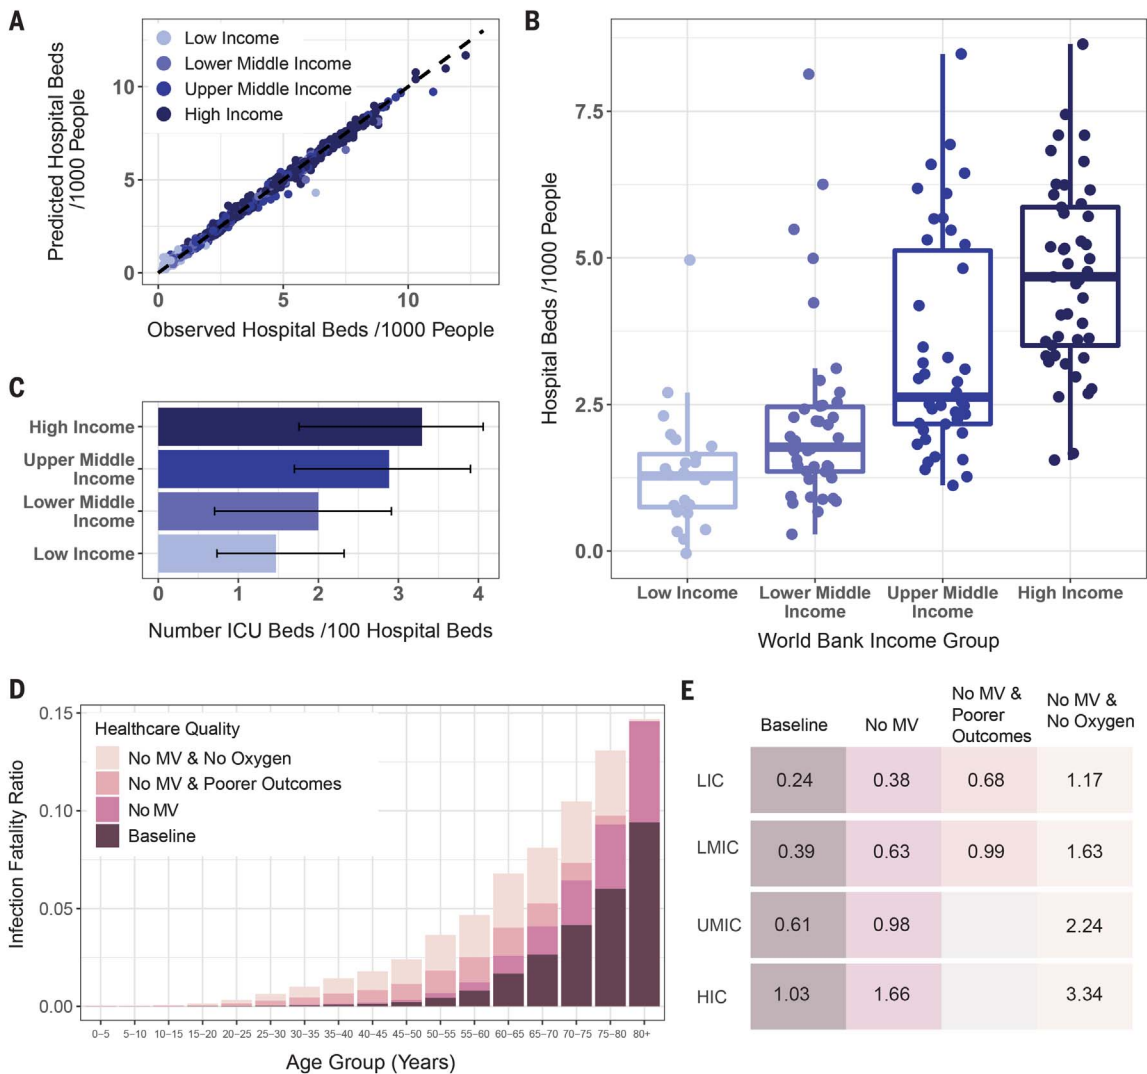 A
Predicted Hospital Beds
/1000 People
10
5
0
Low Income
Lower Middle Income
Upper Middle Income
High Income
0
5
10
Observed Hospital Beds /1000 People
B
Hospital Beds /1000 People
7.5
5.0
2.5
0.0
Low Income
Lower Middle
Income
Upper Middle
Income
High Income
World Bank Income Group
C
High Income
Upper Middle
Income
Lower Middle
Income
Low Income
0
1
2
3
4
Number ICU Beds /100 Hospital Beds
D
Infection Fatality Ratio
0.15
0.10
0.05
0.00
Healthcare Quality
No MV & No Oxygen
No MV & Poorer Outcomes
No MV
Baseline
0–5
5–10
10–15
15–20
20–25
25–30
30–35
35–40
40–45
45–50
50–55
55–60
60–65
65–70
70–75
75–80
80+
Age Group (Years)
E
Baseline
No MV
No MV &
Poorer
Outcomes
No MV &
No Oxygen
LIC 0.24 0.38 0.68 1.17
LMIC 0.39 0.63 0.99 1.63
UMIC 0.61 0.98 2.24
HIC 1.03 1.66 3.34